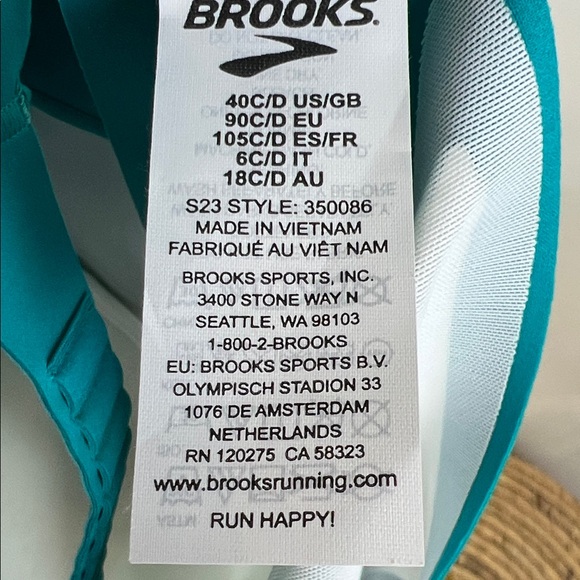 BROOKS
40C/D US/GB
90C/D EU
105C/D ES/FR
6C/D IT
18C/D AU
S23 STYLE: 350086
MADE IN VIETNAM
FABRIQUÉ AU VIÊT NAM
BROOKS SPORTS, INC.
3400 STONE WAY N
SEATTLE, WA 98103
1-800-2-BROOKS
EU: BROOKS SPORTS B.V.
OLYMPISCH STADION 33
1076 DE AMSTERDAM
NETHERLANDS
RN 120275 CA 58323
www.brooksrunning.com
RUN HAPPY!